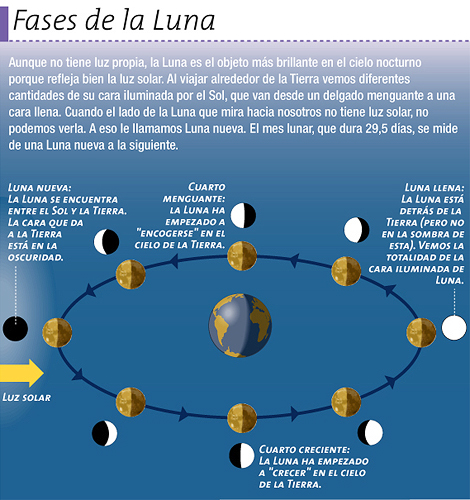 Fases de la Luna
Aunque no tiene luz propia, la Luna es el objeto más brillante en el cielo nocturno
porque refleja bien la luz solar. Al viajar alrededor de la Tierra vemos diferentes
cantidades de su cara iluminada por el Sol, que van desde un delgado menguante a una
cara llena. Cuando el lado de la Luna que mira hacia nosotros no tiene luz solar, no
podemos verla. A eso le llamamos Luna nueva. El mes lunar, que dura 29,5 días, se mide
de una Luna nueva a la siguiente.
LUNA NUEVA:
LA LUNA SE ENCUENTRA
ENTRE EL SOL Y LA TIERRA.
LA CARA QUE DA
A LA TIERRA
ESTÁ EN LA
OSCURIDAD.
CUARTO
MENGUANTE:
LA LUNA HA
EMPEZADO A
"ENCOGERSE" EN EL
CIELO DE LA TIERRA.
LUNA LLENA:
LA LUNA ESTÁ
DETRÁS DE LA
TIERRA (PERO NO
EN LA SOMBRA DE
ESTA). VEMOS LA
TOTALIDAD DE LA
CARA ILUMINADA DE
LUNA.
LUZ SOLAR
CUARTO CRECIENTE:
LA LUNA HA EMPEZADO
A "CRECER" EN EL CIELO
DE LA TIERRA.